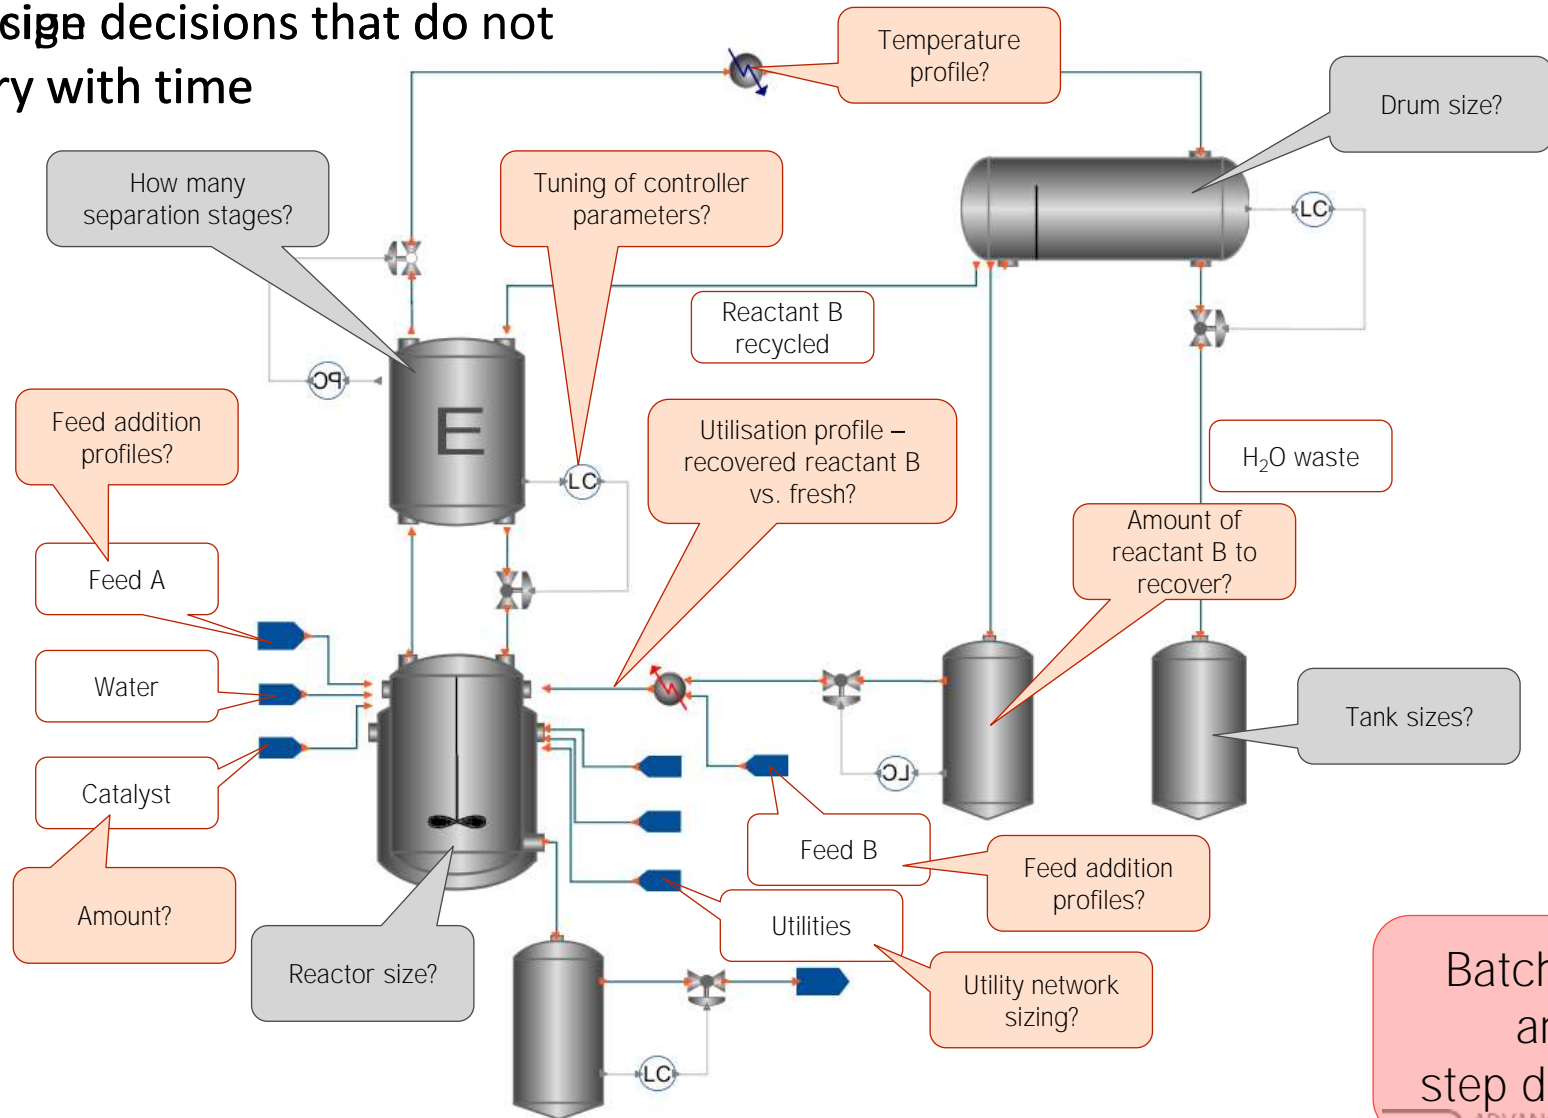 decisions that do not
with time
Temperature
profile?
Drum size?
How many
separation stages?
Tuning of controller
parameters?
LC
Reactant B
recycled
PC
E
Feed addition
profiles?
Utilisation profile –
recovered reactant B
vs. fresh?
LC
H₂O waste
Amount of
reactant B to
recover?
Feed A
Water
Tank sizes?
Catalyst
LC
Feed B
Feed addition
profiles?
Amount?
Utilities
Reactor size?
Utility network
sizing?
LC
Batch
step